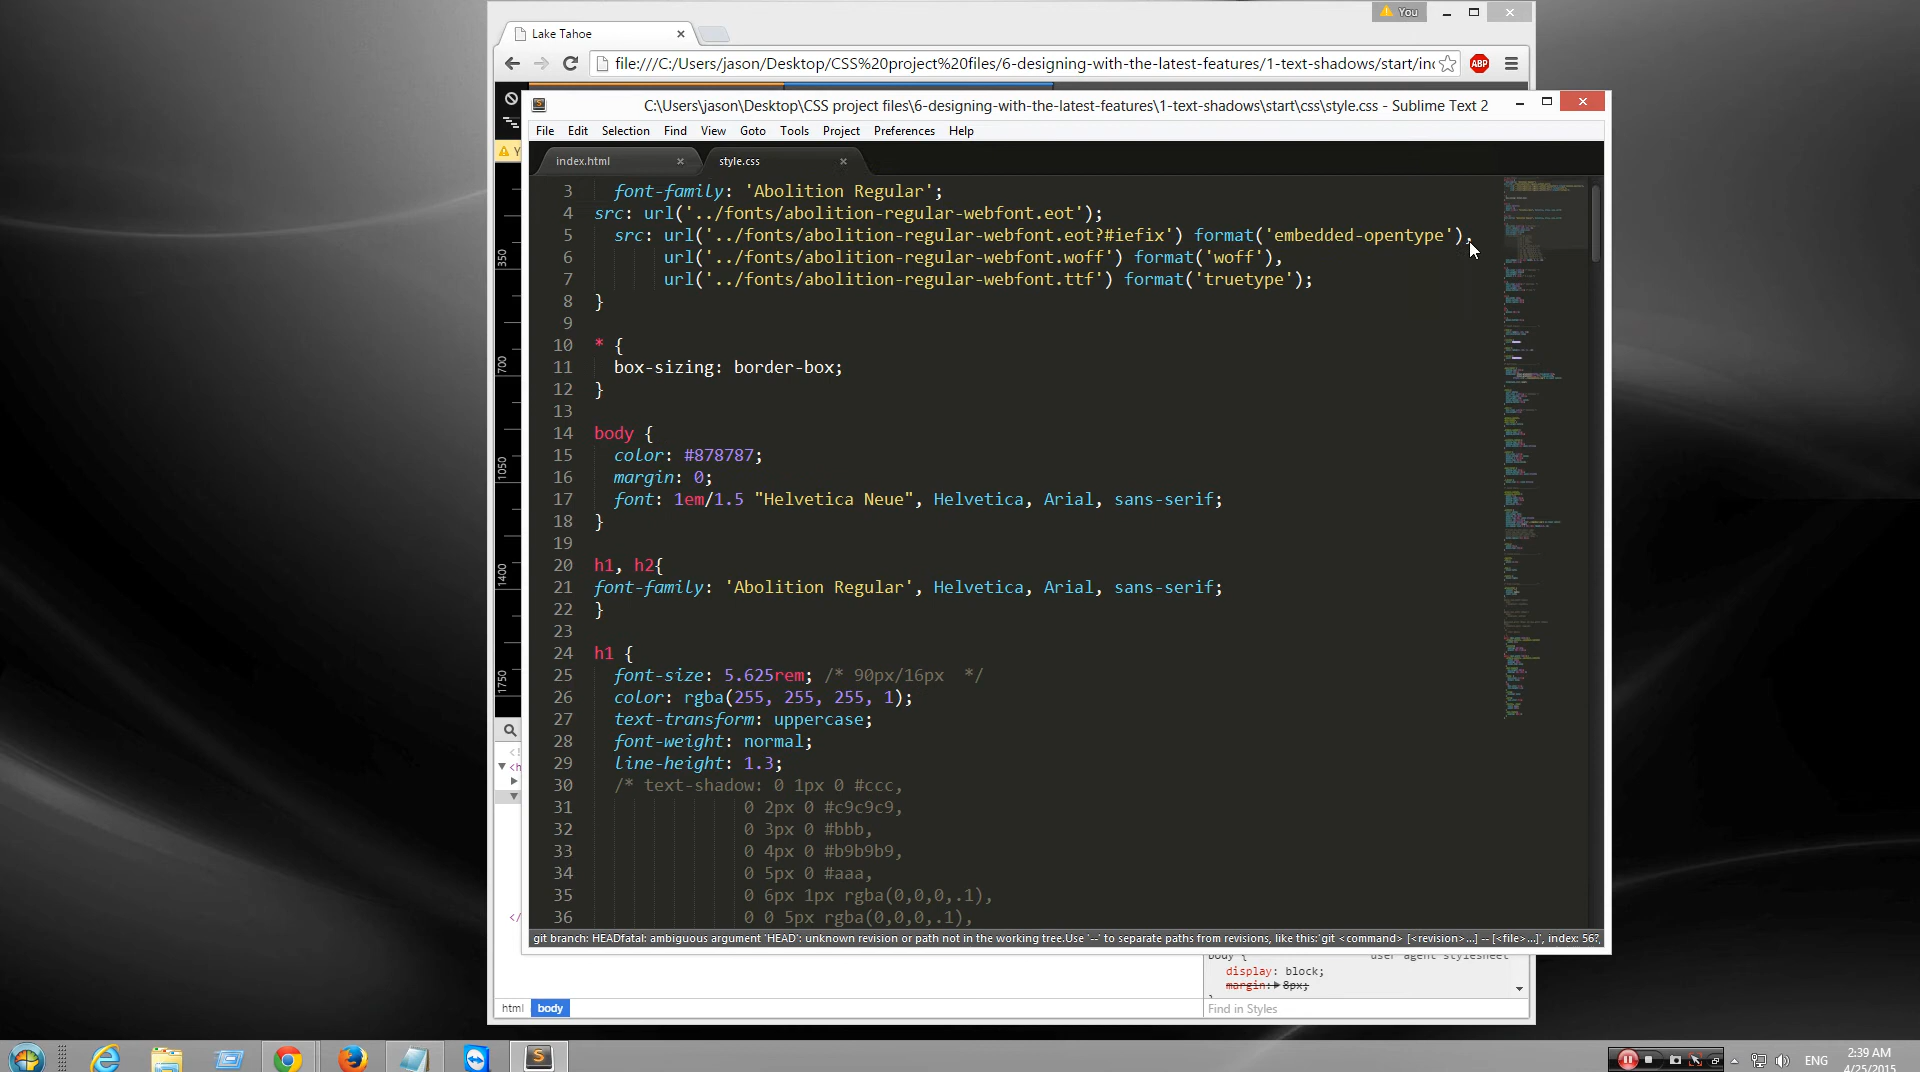 You
Lake Tahoe
file:///C:/Users/jason/Desktop/CSS%20project%20files/6-designing-with-the-latest-features/1-text-shadows/start/inc
ABP
C:\Users\jason\Desktop\CSS project files\6-designing-with-the-latest-features\1-text-shadows\start\css\style.css - Sublime Text 2
File Edit Selection Find View Goto Tools Project Preferences Help
index.html style.css
3 font-family: 'Abolition Regular';
4 src: url('../fonts/abolition-regular-webfont.eot');
5 src: url('../fonts/abolition-regular-webfont.eot?#iefix') format('embedded-opentype'),
6 url('../fonts/abolition-regular-webfont.woff') format('woff'),
7 url('../fonts/abolition-regular-webfont.ttf') format('truetype');
8 }
9
10 * {
11 box-sizing: border-box;
12 }
13
14 body {
15 color: #878787;
16 margin: 0;
17 font: 1em/1.5 "Helvetica Neue", Helvetica, Arial, sans-serif;
18 }
19
20 h1, h2{
21 font-family: 'Abolition Regular', Helvetica, Arial, sans-serif;
22 }
23
24 h1 {
25 font-size: 5.625rem; /* 90px/16px */
26 color: rgba(255, 255, 255, 1);
27 text-transform: uppercase;
28 font-weight: normal;
29 line-height: 1.3;
30 /* text-shadow: 0 1px 0 #ccc,
31 0 2px 0 #c9c9c9,
32 0 3px 0 #bbb,
33 0 4px 0 #b9b9b9,
34 0 5px 0 #aaa,
35 0 6px 1px rgba(0,0,0,.1),
36 0 0 5px rgba(0,0,0,.1),
git branch: HEADfatal: ambiguous argument 'HEAD': unknown revision or path not in the working tree.Use '--' to separate paths from revisions, like this:'git <command> [<revision>...] -- [<file>...]', index: 56?,
350
700
1050
1400
1750
Y
<!
<h
</
body { user agent stylesheet
display: block;
margin: 8px;
}
html body
Find in Styles
ENG
2:39 AM
4/25/2015